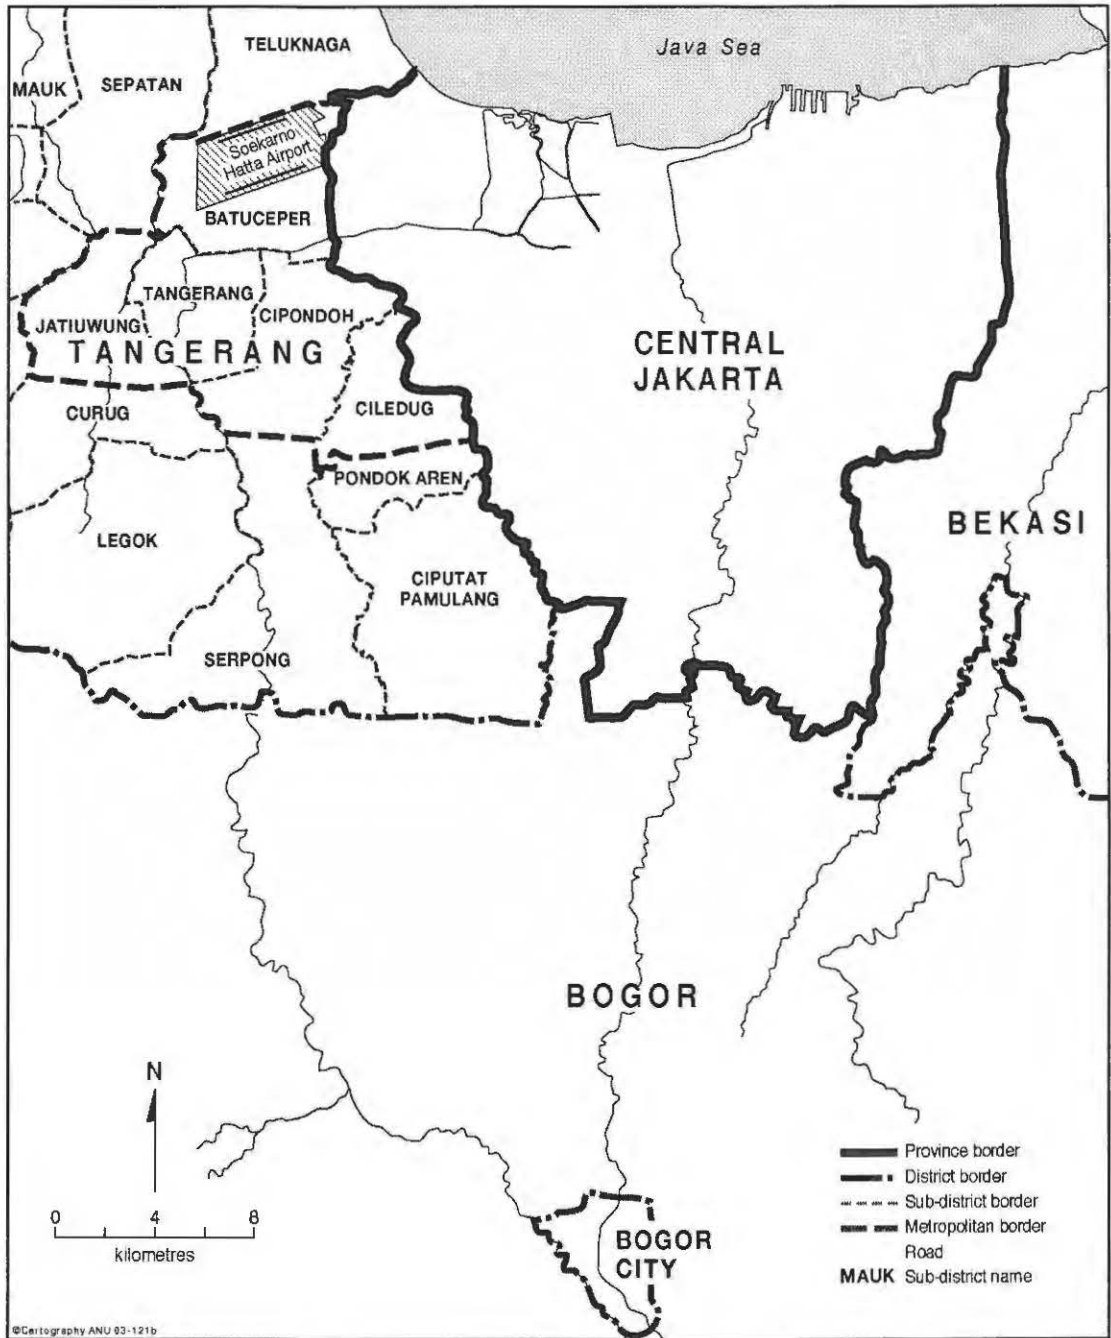 Java Sea
TELUKNAGA
MAUK
SEPATAN
Soekarno
Hatta Airport
BATUCEPER
TANGERANG
JATIUWUNG
CIPONDOH
TANGERANG
CENTRAL
JAKARTA
CURUG
CILEDUG
PONDOK AREN
LEGOK
BEKASI
CIPUTAT
PAMULANG
SERPONG
BOGOR
N
0 4 8
kilometres
BOGOR
CITY
Province border
District border
Sub-district border
Metropolitan border
Road
MAUK Sub-district name
©Cartography ANU 93-121b